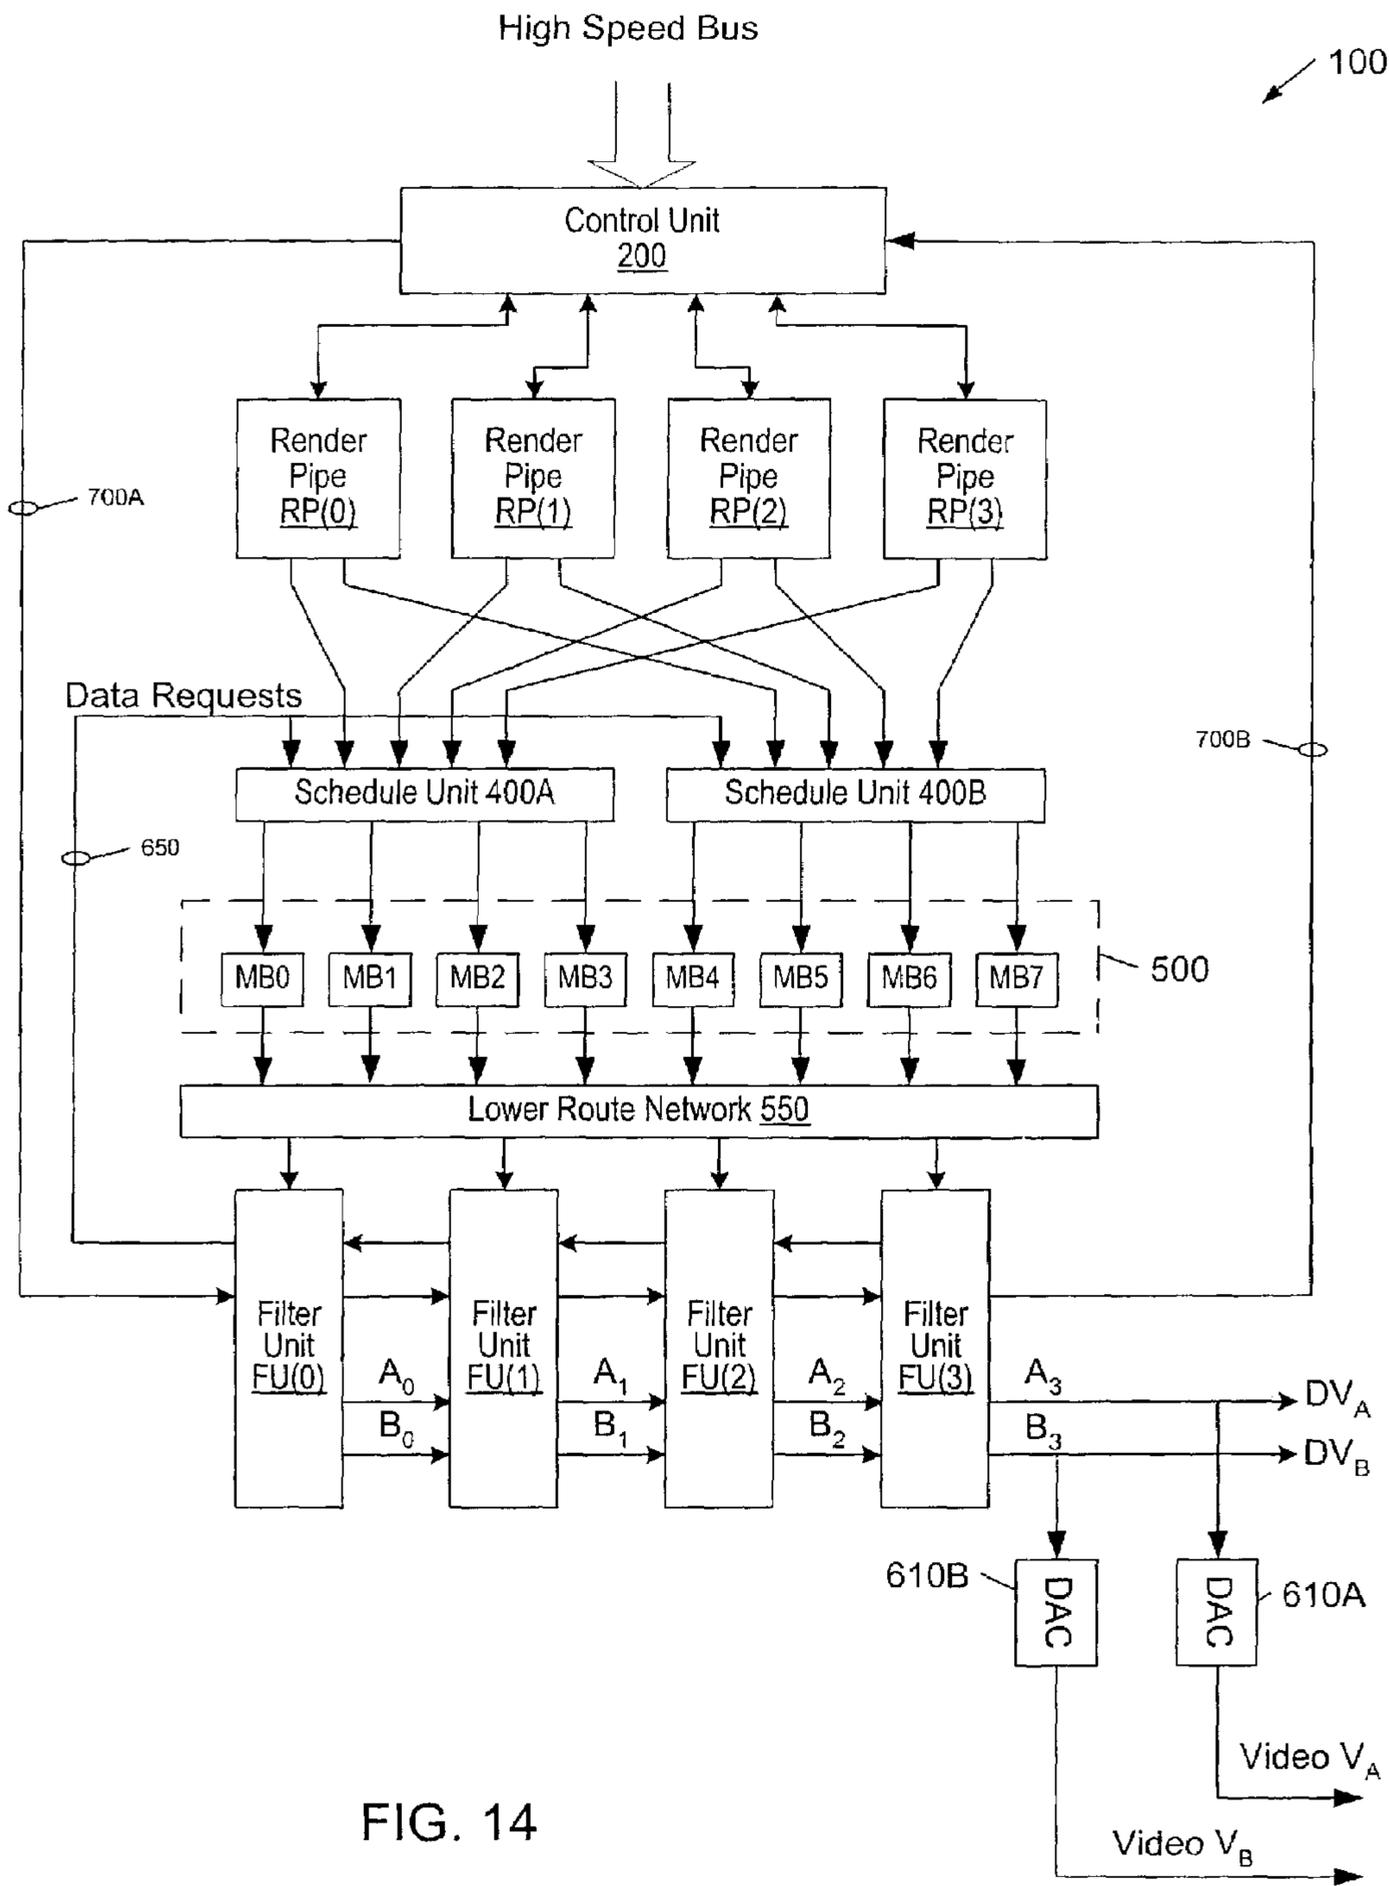 High Speed Bus
100
Control Unit
200
Render
Pipe
RP(0)
Render
Pipe
RP(1)
Render
Pipe
RP(2)
Render
Pipe
RP(3)
700A
Data Requests
700B
Schedule Unit 400A
Schedule Unit 400B
650
MB0
MB1
MB2
MB3
MB4
MB5
MB6
MB7
500
Lower Route Network 550
Filter
Unit
FU(0)
Filter
Unit
FU(1)
Filter
Unit
FU(2)
Filter
Unit
FU(3)
A₀
B₀
A₁
B₁
A₂
B₂
A₃
B₃
DV_A
DV_B
610B
DAC
DAC
610A
Video V_A
Video V_B
FIG. 14